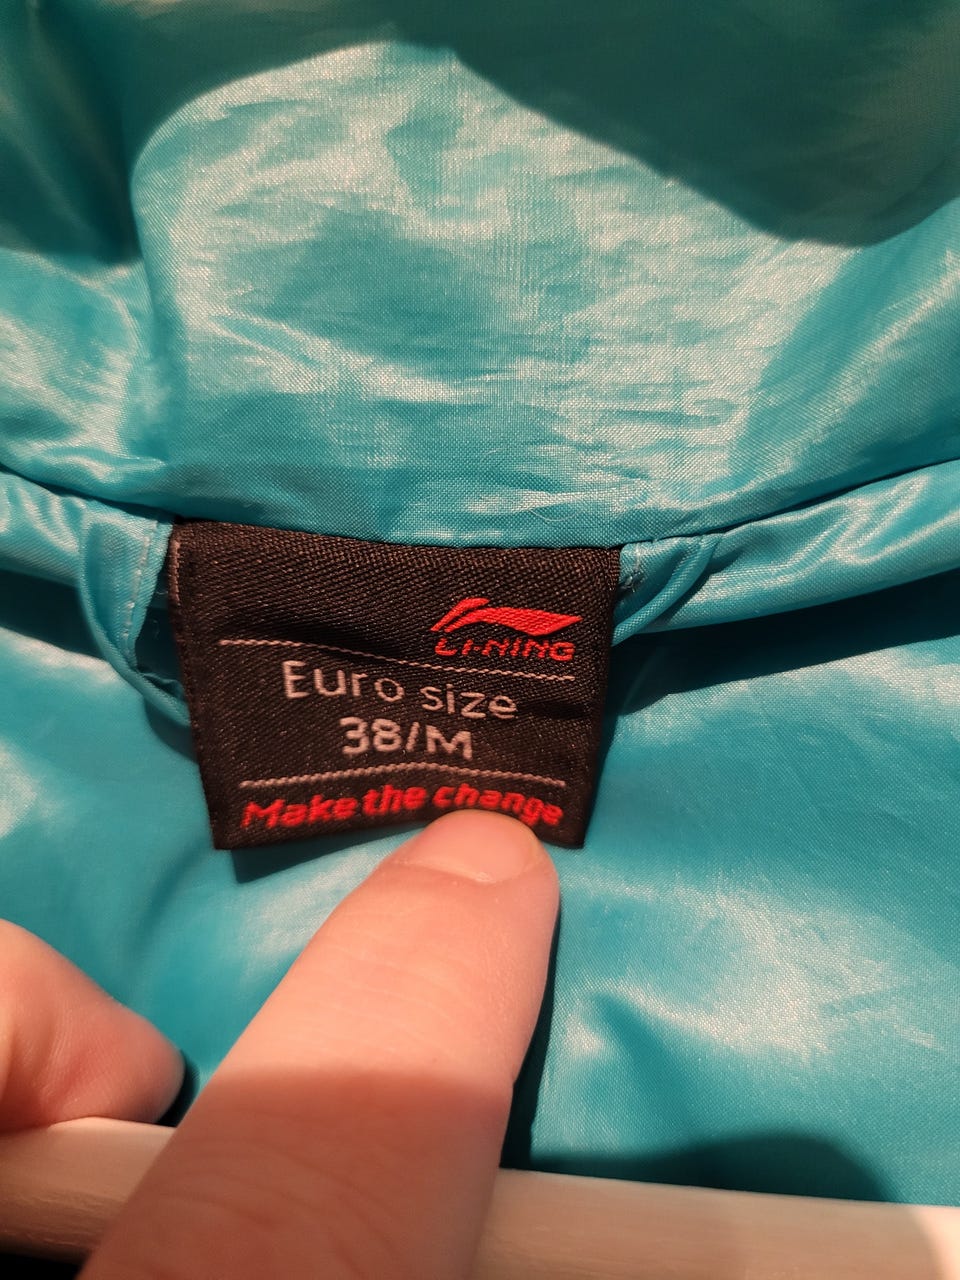 LI-NING
Euro size
38/M
Make the change